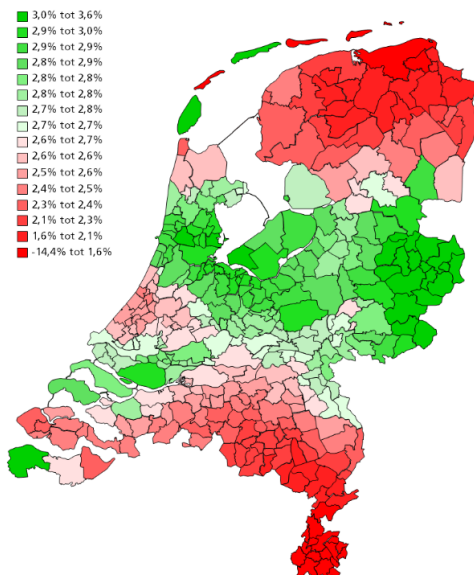 3,0% tot 3,6%
2,9% tot 3,0%
2,9% tot 2,9%
2,8% tot 2,9%
2,8% tot 2,8%
2,8% tot 2,8%
2,7% tot 2,8%
2,7% tot 2,7%
2,6% tot 2,7%
2,6% tot 2,6%
2,5% tot 2,6%
2,4% tot 2,5%
2,3% tot 2,4%
2,1% tot 2,3%
1,6% tot 2,1%
-14,4% tot 1,6%